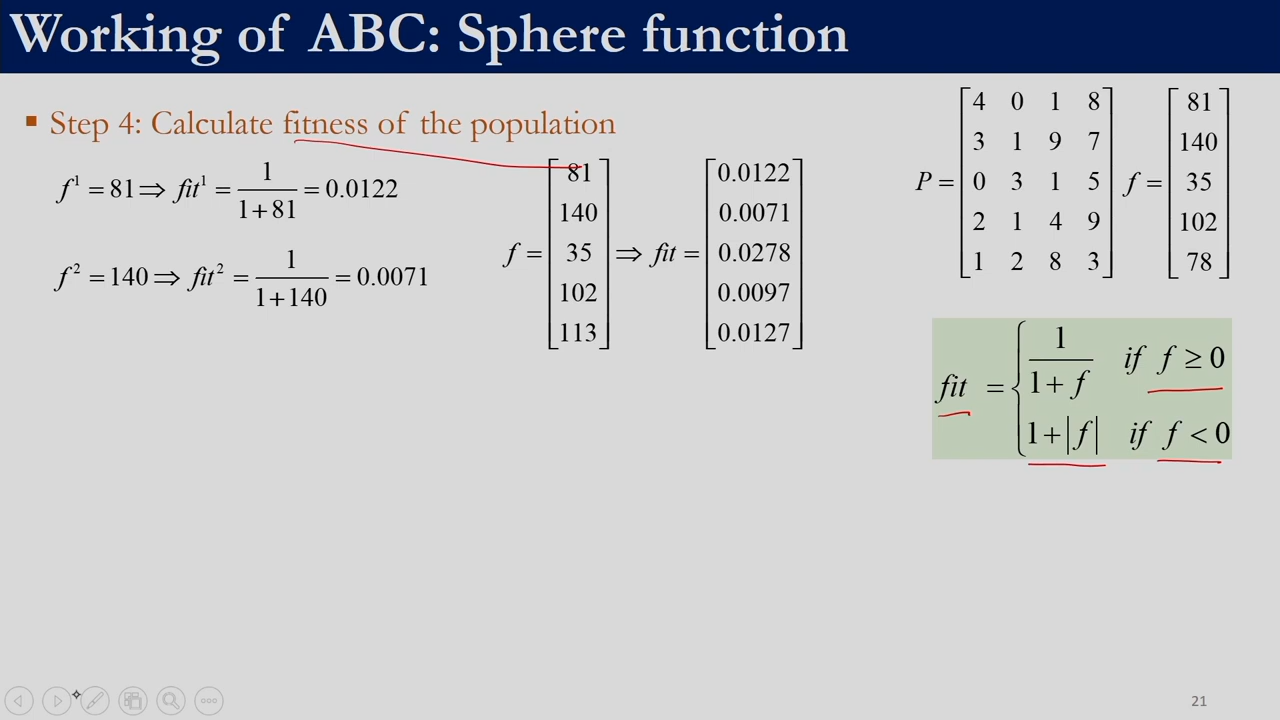 Working of ABC: Sphere function
▪ Step 4: Calculate fitness of the population
f¹ = 81 ⇒ fit¹ = 1/(1+81) = 0.0122
f² = 140 ⇒ fit² = 1/(1+140) = 0.0071
f = [81 140 35 102 113] ⇒ fit = [0.0122 0.0071 0.0278 0.0097 0.0127]
P = [4 0 1 8
3 1 9 7
0 3 1 5
2 1 4 9
1 2 8 3]
f = [81 140 35 102 78]
fit = { 1/(1+f) if f ≥ 0
1+|f| if f < 0
21